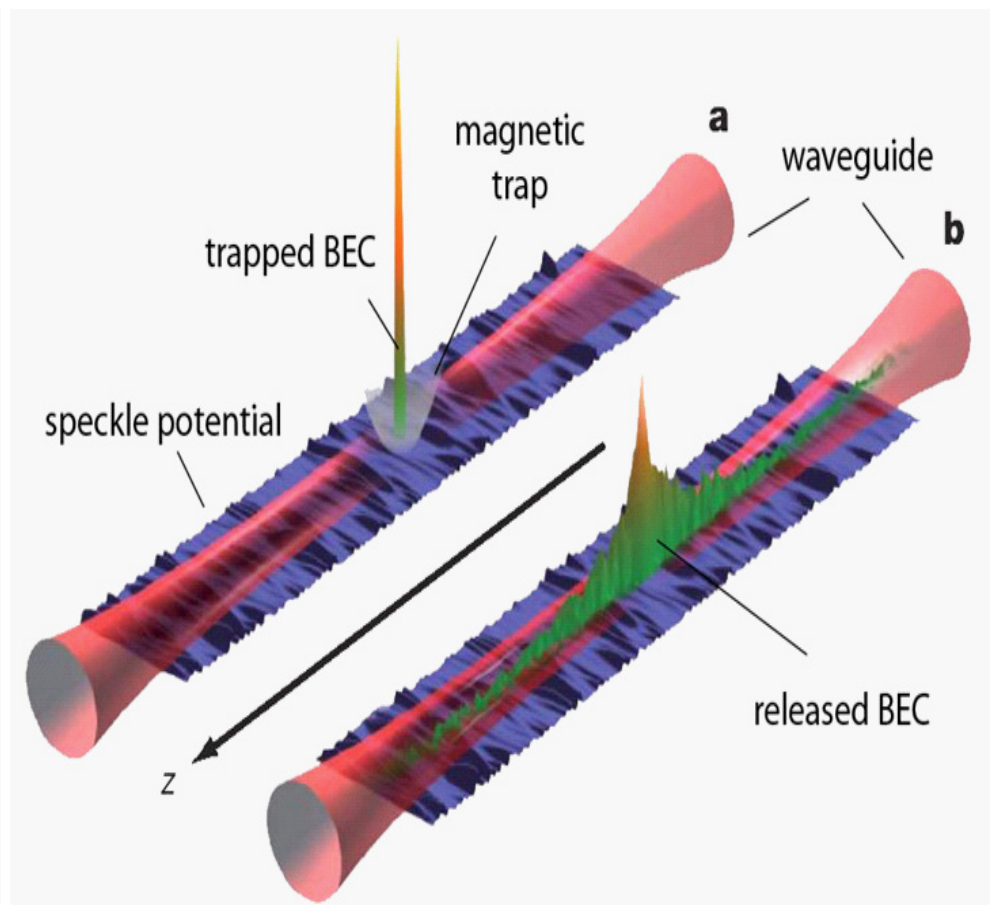 a
magnetic
trap
waveguide
b
trapped BEC
speckle potential
released BEC
z